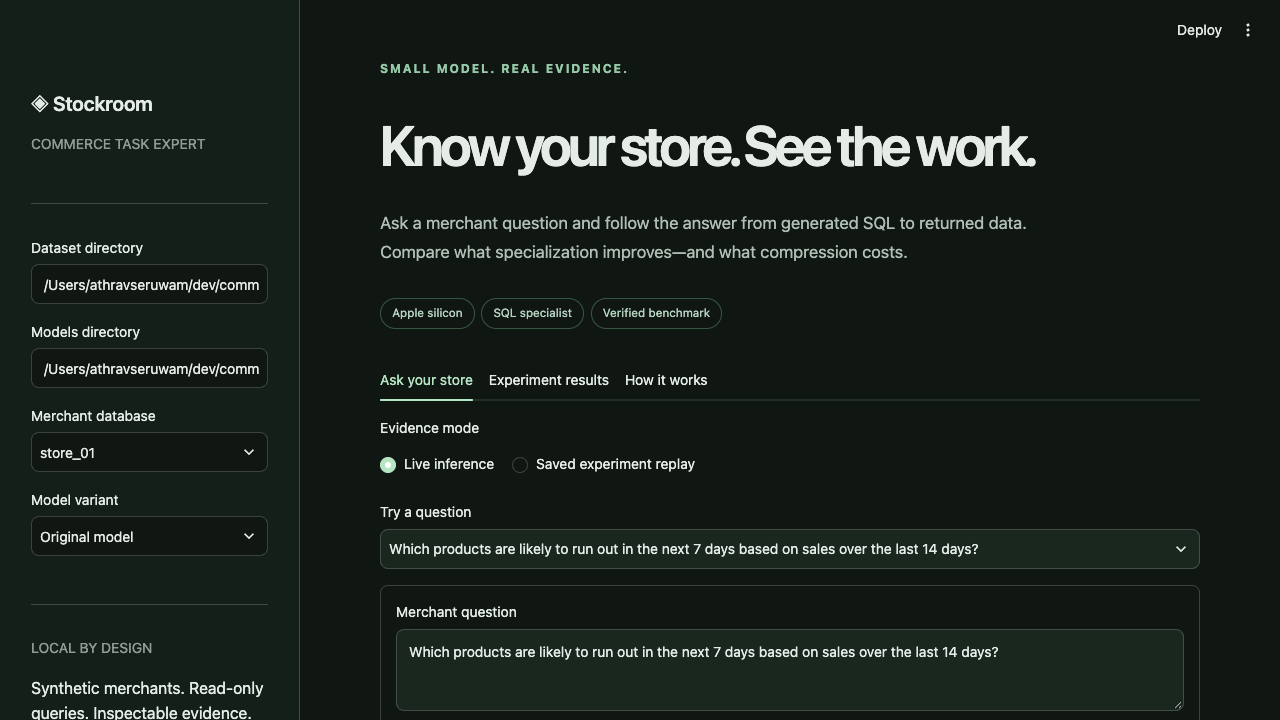 Deploy
Stockroom
COMMERCE TASK EXPERT
Dataset directory
/Users/athravseruwam/dev/comm
Models directory
/Users/athravseruwam/dev/comm
Merchant database
store_01
Model variant
Original model
LOCAL BY DESIGN
Synthetic merchants. Read-only
queries. Inspectable evidence.
SMALL MODEL. REAL EVIDENCE.
Know your store. See the work.
Ask a merchant question and follow the answer from generated SQL to returned data.
Compare what specialization improves—and what compression costs.
Apple silicon
SQL specialist
Verified benchmark
Ask your store
Experiment results
How it works
Evidence mode
Live inference
Saved experiment replay
Try a question
Which products are likely to run out in the next 7 days based on sales over the last 14 days?
Merchant question
Which products are likely to run out in the next 7 days based on sales over the last 14 days?